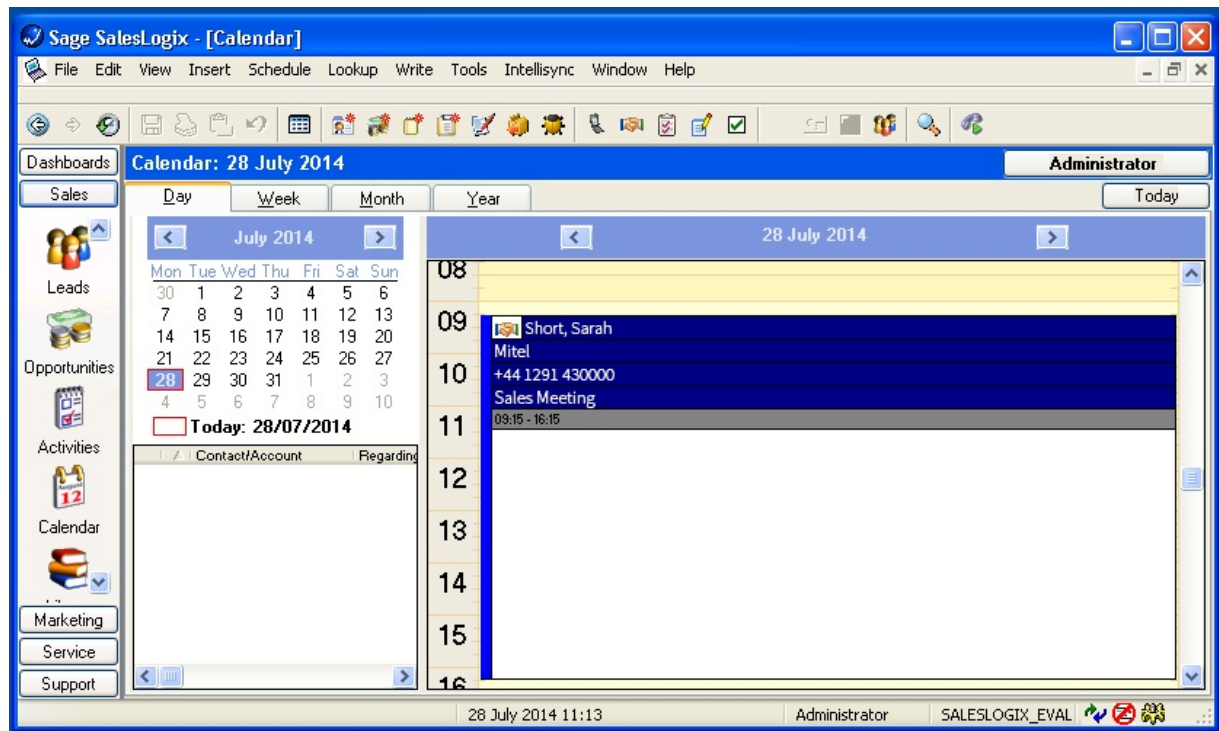 Sage SalesLogix - [Calendar]
File Edit View Insert Schedule Lookup Write Tools Intellisync Window Help
Dashboards
Calendar: 28 July 2014
Administrator
Sales
Day Week Month Year
Today
July 2014
28 July 2014
Mon Tue Wed Thu Fri Sat Sun
30 1 2 3 4 5 6
7 8 9 10 11 12 13
14 15 16 17 18 19 20
21 22 23 24 25 26 27
28 29 30 31 1 2 3
4 5 6 7 8 9 10
Today: 28/07/2014
Contact/Account Regarding
Leads
Opportunities
Activities
August
12
Calendar
Marketing
Service
Support
08
09
Short, Sarah
Mitel
10
+44 1291 430000
Sales Meeting
11
09:15 - 16:15
12
13
14
15
16
28 July 2014 11:13
Administrator
SALESLOGIX_EVAL